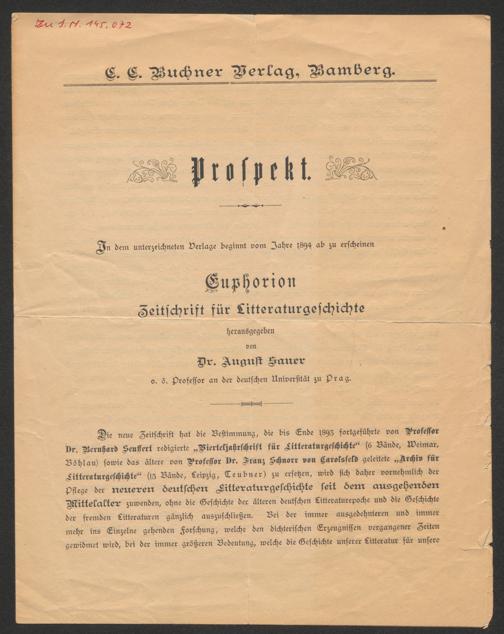 Zu I. N. 145.072
C. C. Buchner Verlag, Bamberg.
Prospekt.
In dem unterzeichneten Verlage beginnt vom Jahre 1894 ab zu erscheinen
Euphorion
Zeitschrift für Litteraturgeschichte
herausgegeben
von
Dr. August Sauer
o. ö. Professor an der deutschen Universität zu Prag.
Die neue Zeitschrift hat die Bestimmung, die bis Ende 1893 fortgeführte von Professor
Dr. Bernhard Seuffert redigierte „Vierteljahrschrift für Litteraturgeschichte“ (6 Bände, Weimar,
Böhlau) sowie das ältere von Professor Dr. Franz Schnorr von Carolsfeld geleitete „Archiv für
Litteraturgeschichte“ (15 Bände, Leipzig, Teubner) zu ersetzen, wird sich daher vornehmlich der
Pflege der neueren deutschen Litteraturgeschichte seit dem ausgehenden
Mittelalter zuwenden, ohne die Geschichte der älteren deutschen Litteraturepoche und die Geschichte
der fremden Litteraturen gänzlich auszuschließen. Bei der immer ausgedehnteren und immer
mehr ins Einzelne gehenden Forschung, welche den dichterischen Erzeugnissen vergangener Zeiten
gewidmet wird, bei der immer größeren Bedeutung, welche die Geschichte unserer Litteratur für unsere